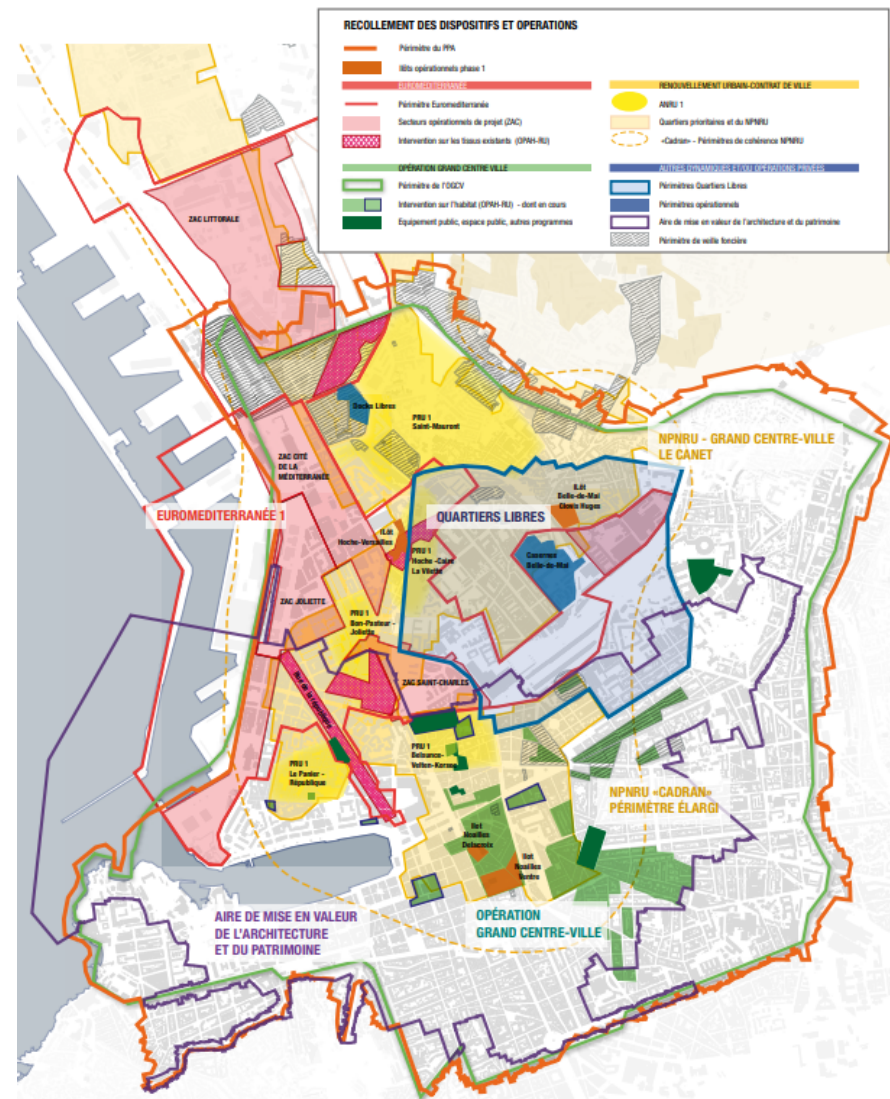 RECOLLEMENT DES DISPOSITIFS ET OPERATIONS
Périmètre du PPA
Ilôts opérationnels phase 1
EUROMEDITERRANÉE
Périmètre Euromediterranée
Secteurs opérationnels de projet (ZAC)
Intervention sur les tissus existants (OPAH-RU)
RENOUVELLEMENT URBAIN-CONTRAT DE VILLE
ANRU 1
Quartiers prioritaires et du NPNRU
«Cadran» - Périmètres de cohérence NPNRU
OPÉRATION GRAND CENTRE VILLE
Périmètre de l'OGCV
Intervention sur l'habitat (OPAH-RU) - dont en cours
Equipement public, espace public, autres programmes
AUTRES DYNAMIQUES ET/OU OPÉRATIONS PRIVÉES
Périmètres Quartiers Libres
Périmètres opérationnels
Aire de mise en valeur de l'architecture et du patrimoine
Périmètre de veille foncière
ZAC LITTORALE
Docks Libres
PRU 1
Saint-Mauront
ZAC CITÉ
DE LA
MÉDITERRANÉE
NPNRU - GRAND CENTRE-VILLE
LE CANET
ILôt
Belle-de-Mai
Clovis Hugues
EUROMEDITERRANÉE 1
QUARTIERS LIBRES
ILôt
Hoche-Versailles
PRU 1
Hoche -Caire
La Vilette
Casernes
Belle-de-Mai
ZAC JOLIETTE
PRU 1
Bon-Pasteur -
Joliette
ZAC SAINT-CHARLES
Rue de la république
PRU 1
Le Panier -
République
PRU 1
Belsunce-
Velten-Korsec
NPNRU «CADRAN»
PÉRIMÈTRE ÉLARGI
Ilot
Noailles
Delacroix
Ilot
Noailles
Ventre
AIRE DE MISE EN VALEUR
DE L'ARCHITECTURE
ET DU PATRIMOINE
OPÉRATION
GRAND CENTRE-VILLE